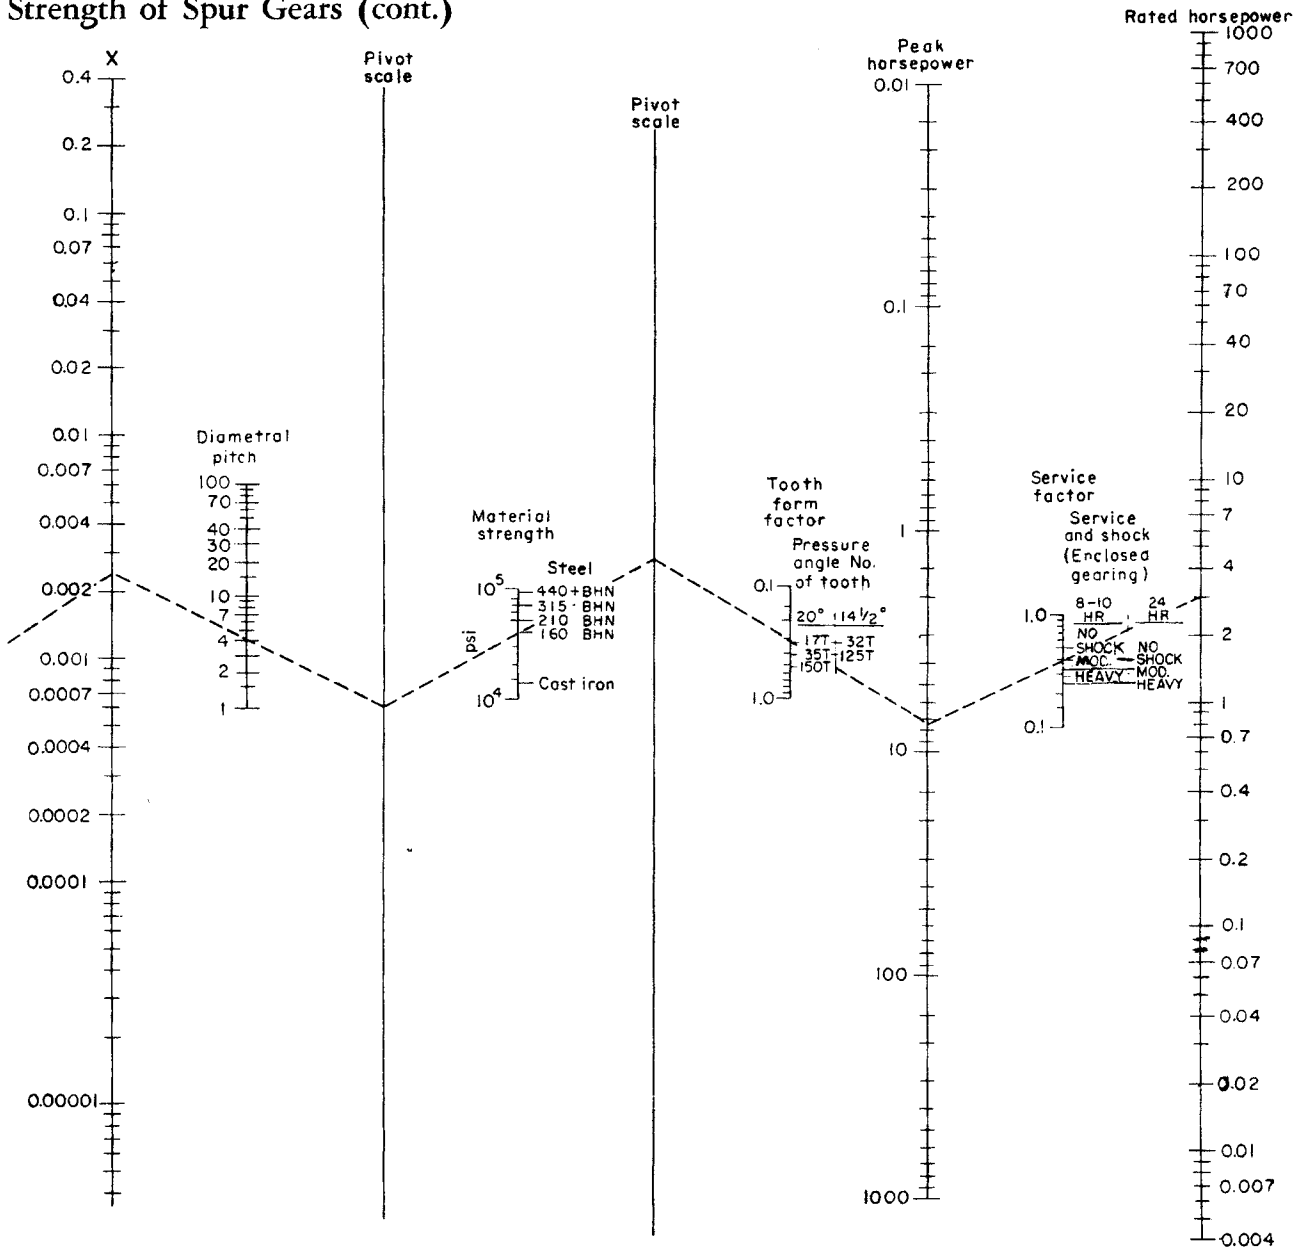 Strength of Spur Gears (cont.)
X
0.4
0.2
0.1
0.07
0.04
0.02
0.01
0.007
0.004
0.002
0.001
0.0007
0.0004
0.0002
0.0001
0.00001
Diametral
pitch
100
70
40
30
20
10
7
4
2
1
Pivot
scale
Material
strength
Steel
10⁵
440+BHN
315 BHN
210 BHN
160 BHN
psi
Cast iron
10⁴
Pivot
scale
Tooth
form
factor
Pressure
angle No.
of tooth
0.1
20° 14 1/2°
17T 32T
35T 125T
150T
1.0
Peak
horsepower
0.01
0.1
1
10
100
1000
Service
factor
Service
and shock
(Enclosed
gearing)
8-10
HR
24
HR
1.0
NO
SHOCK
MOD.
HEAVY
NO
SHOCK
MOD.
HEAVY
0.1
Rated horsepower
1000
700
400
200
100
70
40
20
10
7
4
2
1
0.7
0.4
0.2
0.1
0.07
0.04
0.02
0.01
0.007
0.004